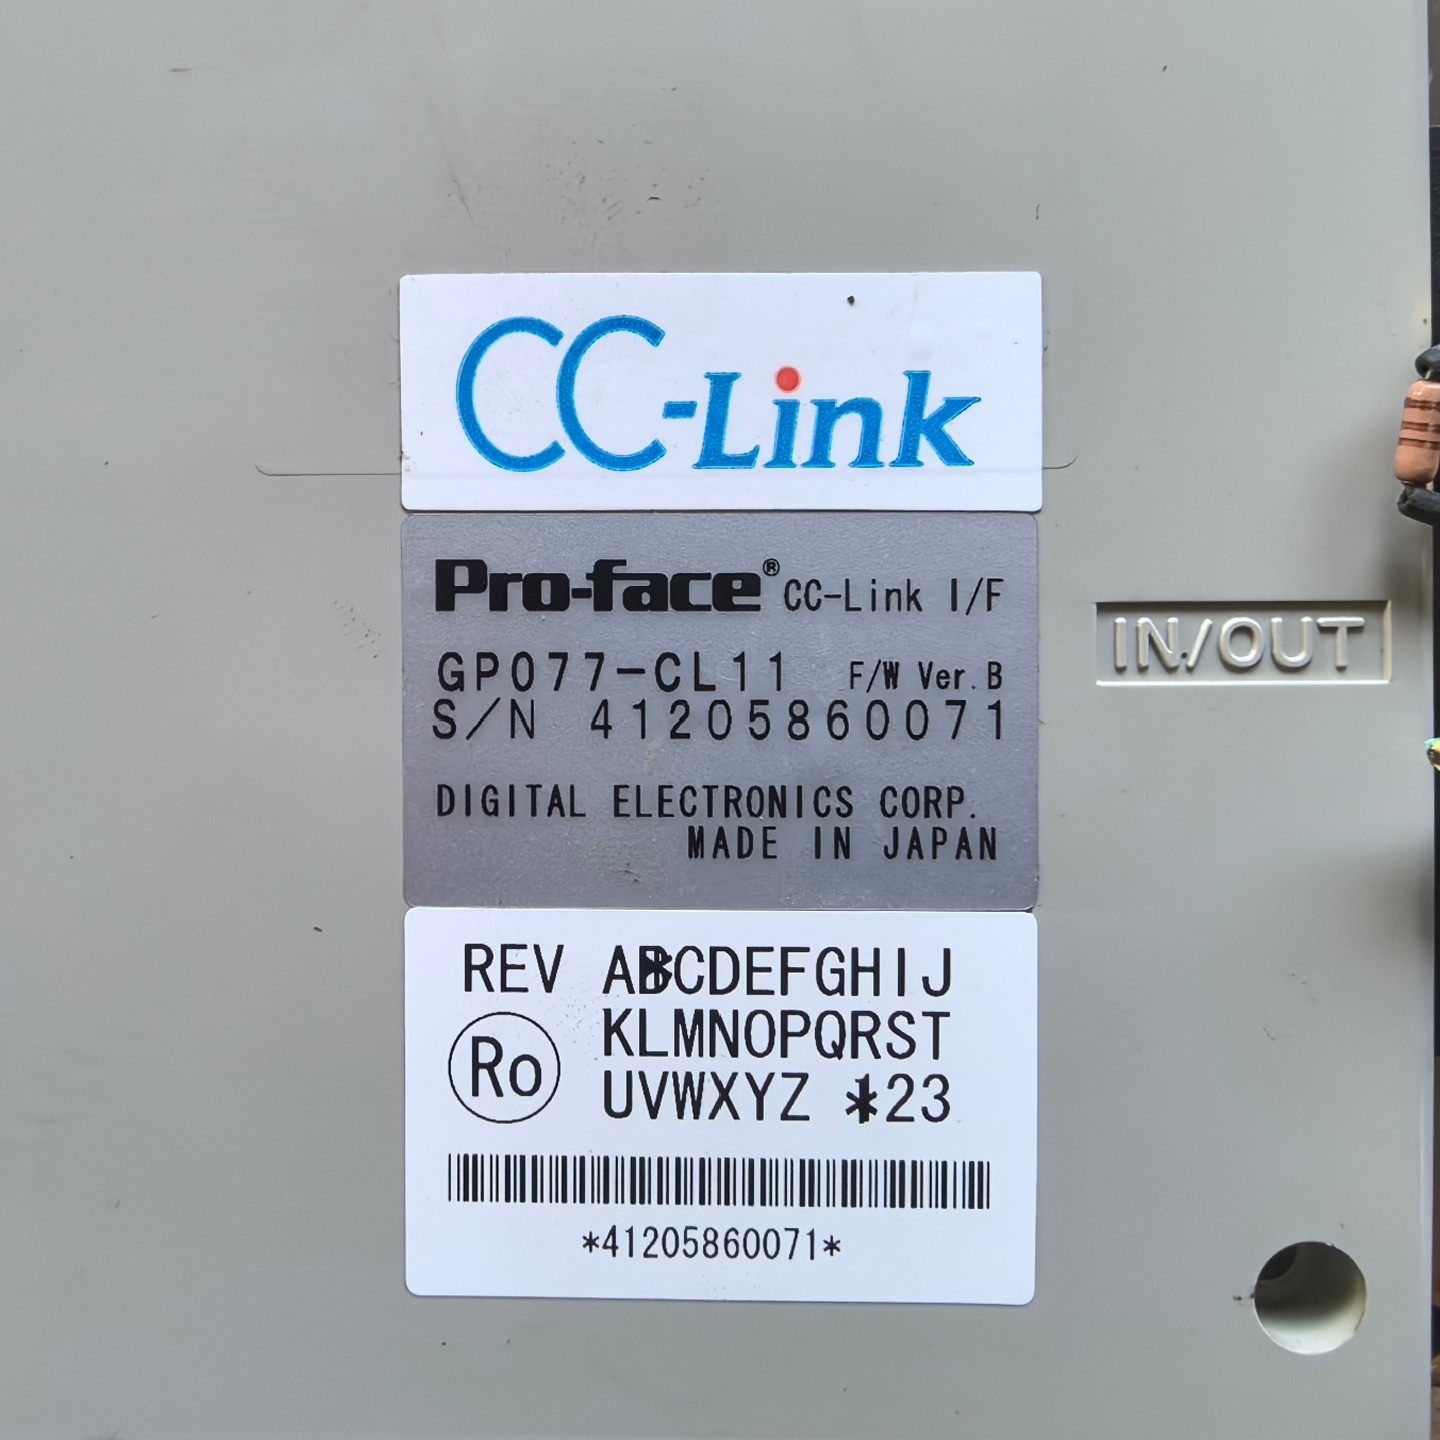 CC-Link
Pro-face® CC-Link I/F
GP077-CL11 F/W Ver.B
S/N 41205860071
DIGITAL ELECTRONICS CORP.
MADE IN JAPAN
IN/OUT
REV ABCDEFGHIJ
KLMNOPQRST
Ro
UVWXYZ *23
*41205860071*